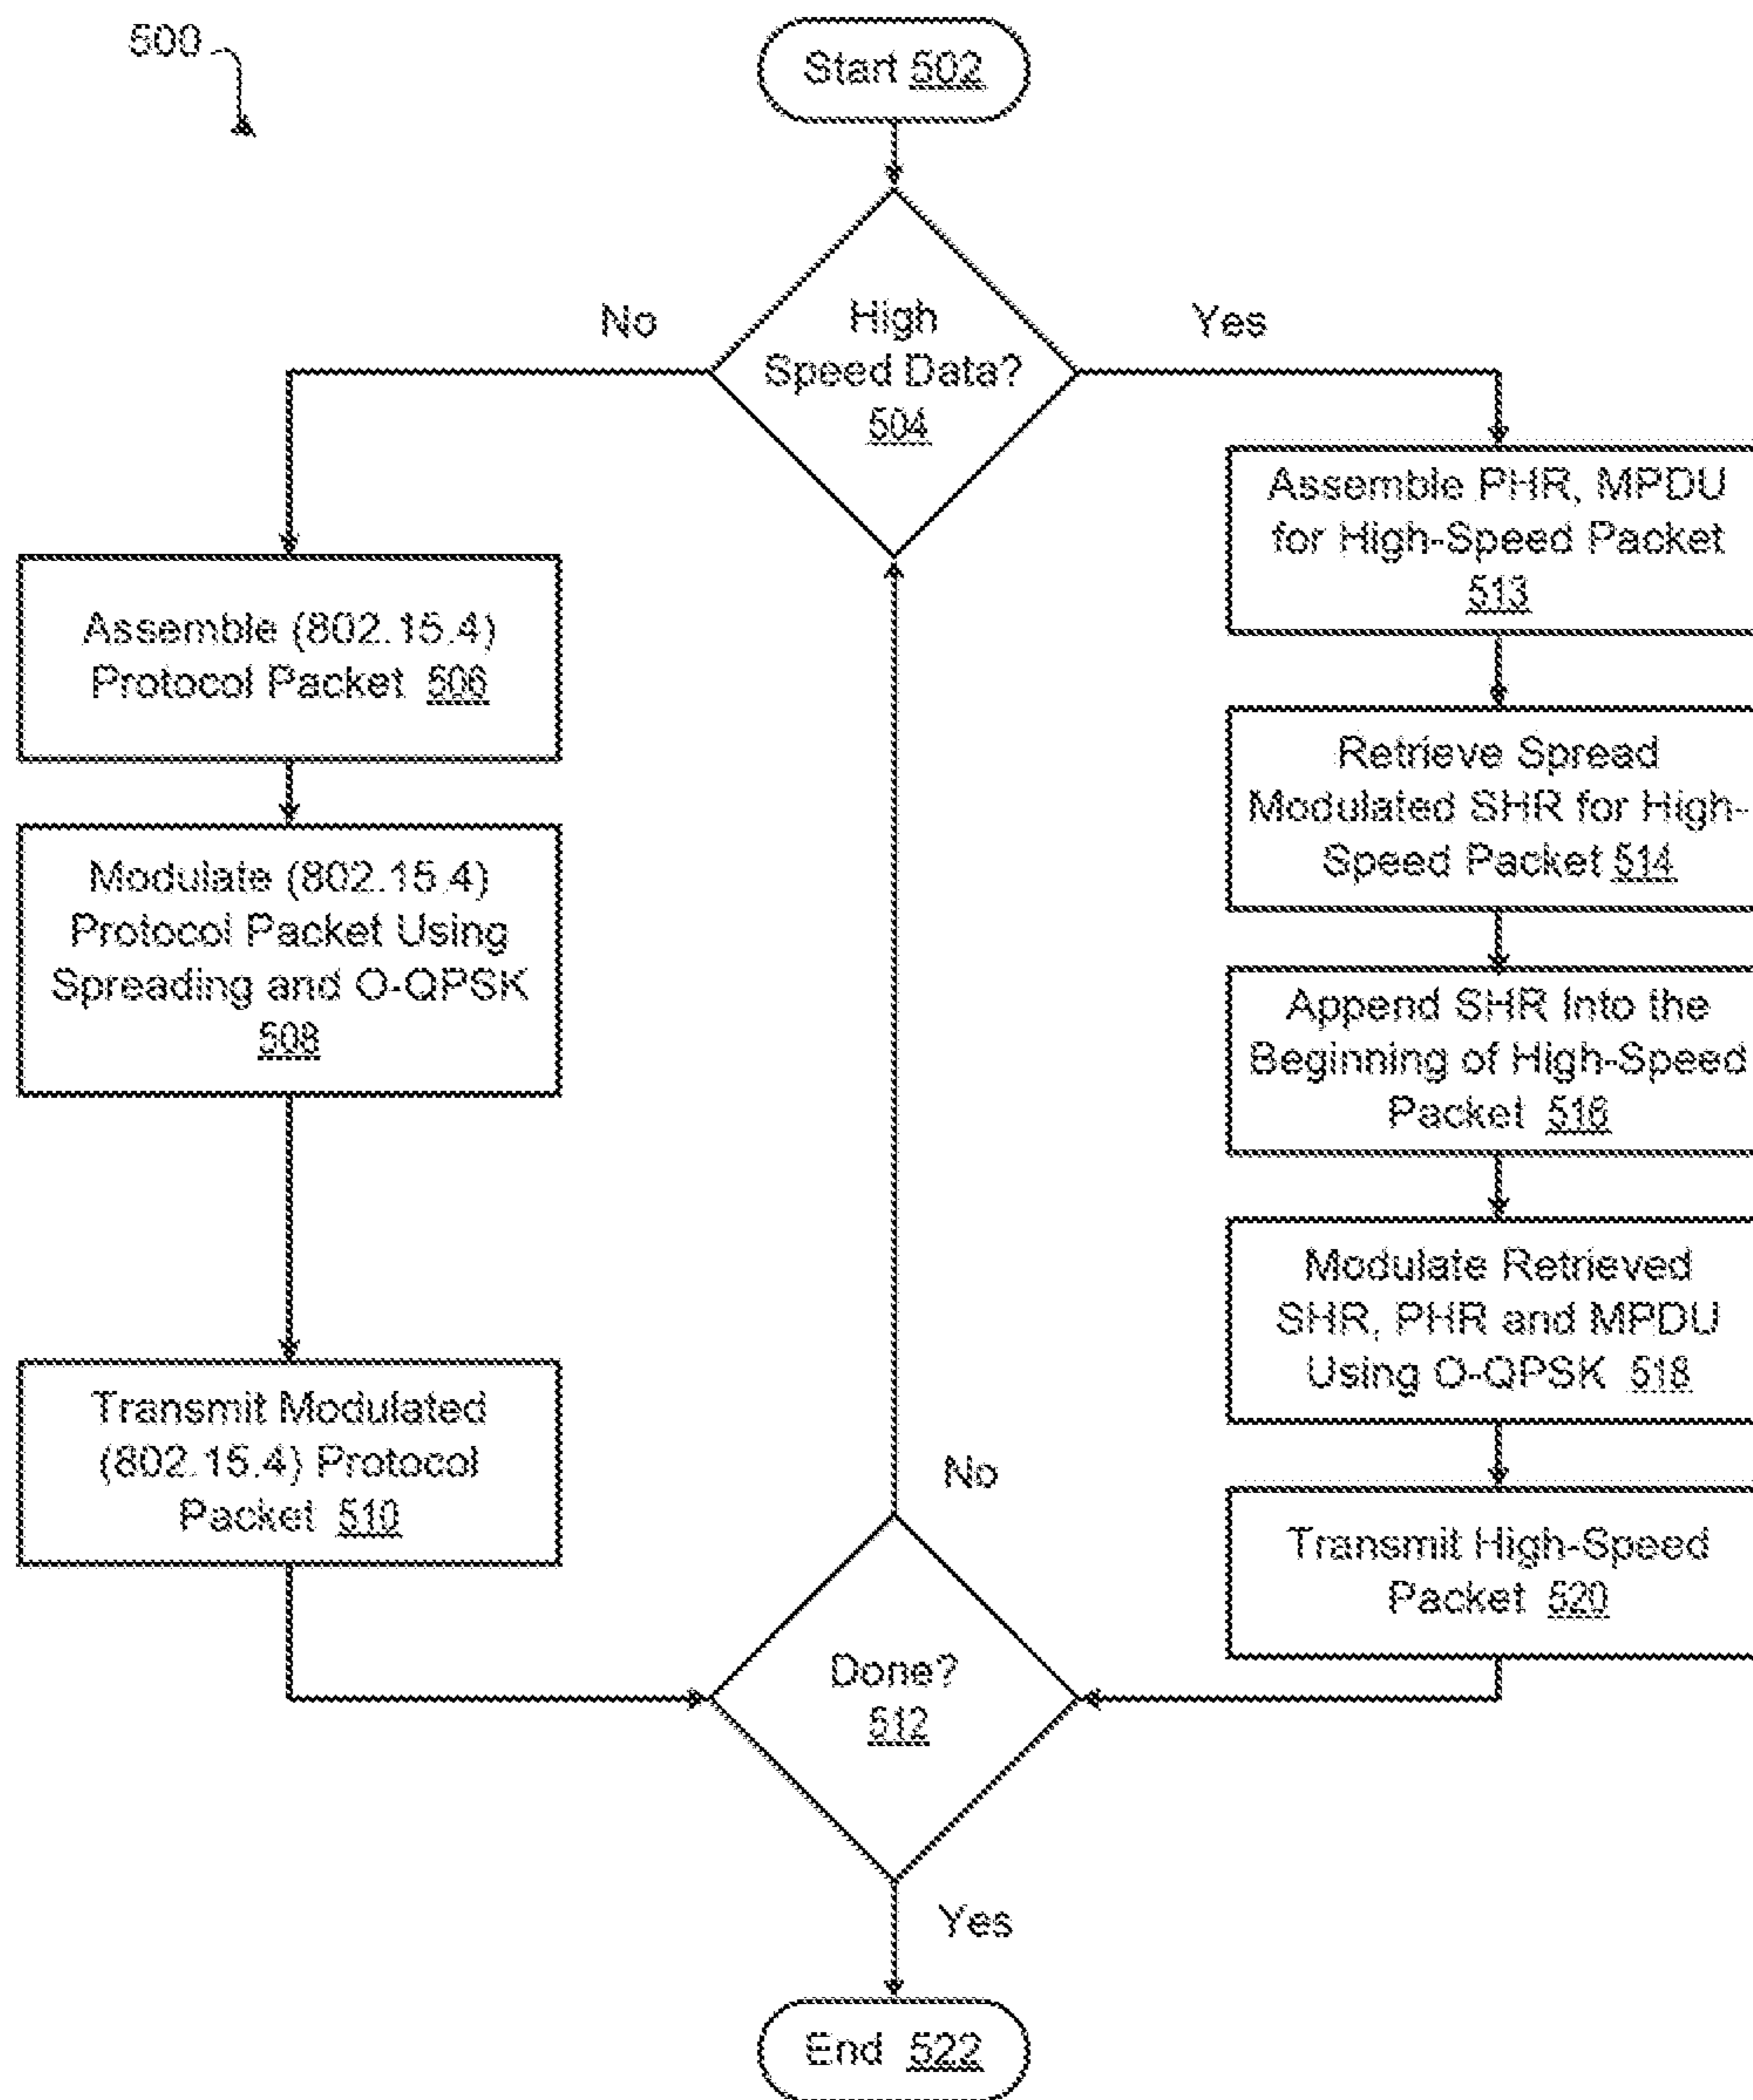 500
Start 502
High
Speed Data?
504
No
Yes
Assemble (802.15.4)
Protocol Packet 506
Modulate (802.15.4)
Protocol Packet Using
Spreading and O-QPSK
508
Transmit Modulated
(802.15.4) Protocol
Packet 510
Assemble PHR, MPDU
for High-Speed Packet
513
Retrieve Spread
Modulated SHR for High-
Speed Packet 514
Append SHR Into the
Beginning of High-Speed
Packet 516
Modulate Retrieved
SHR, PHR and MPDU
Using O-QPSK 518
Transmit High-Speed
Packet 520
No
Done?
512
Yes
End 522